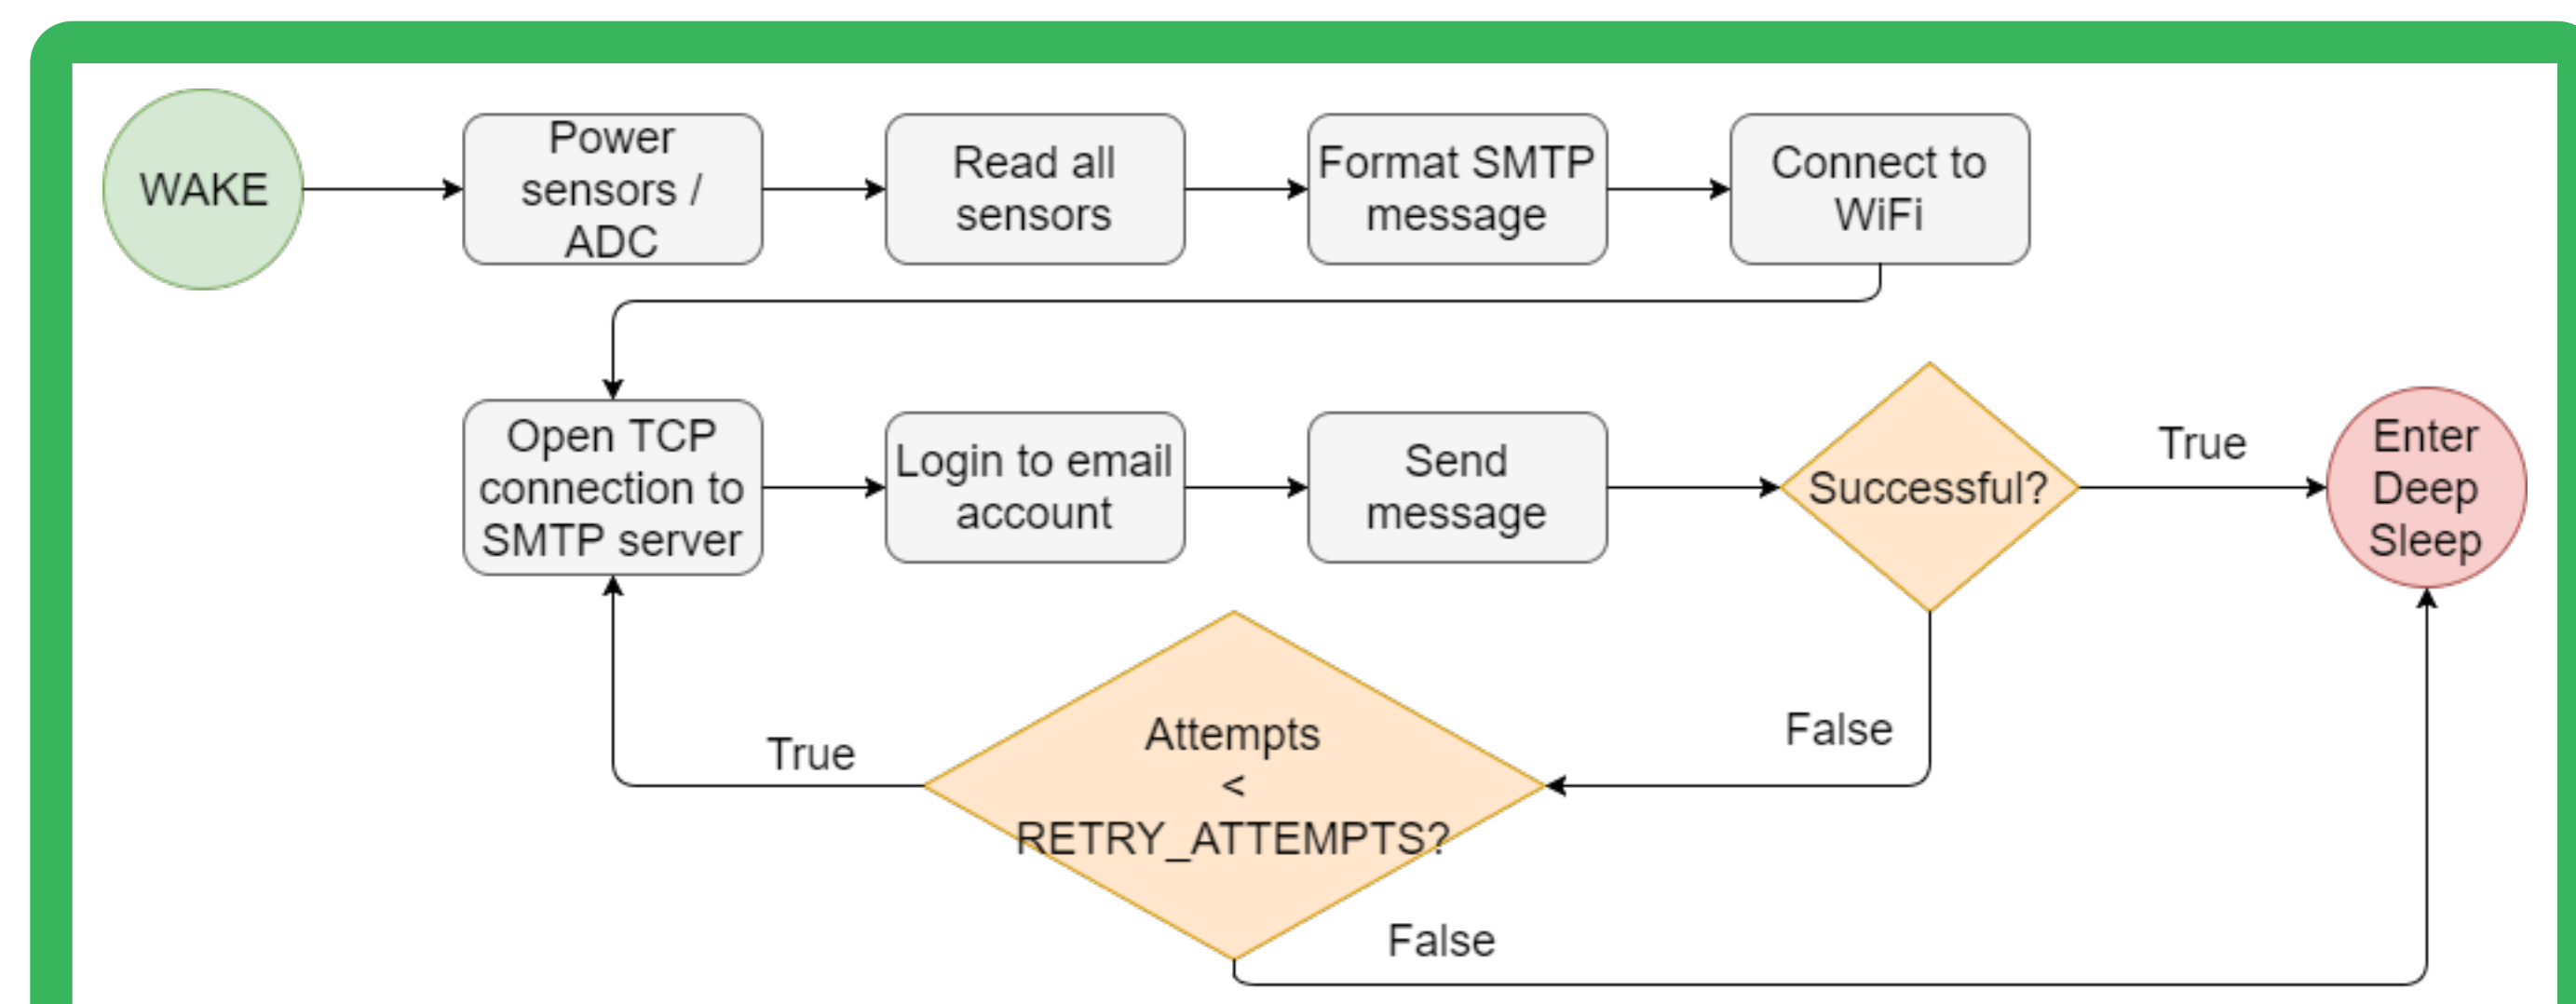 WAKE
Power
sensors /
ADC
Read all
sensors
Format SMTP
message
Connect to
WiFi
Open TCP
connection to
SMTP server
Login to email
account
Send
message
Successful?
True
Enter
Deep
Sleep
False
Attempts
<
RETRY_ATTEMPTS?
True
False